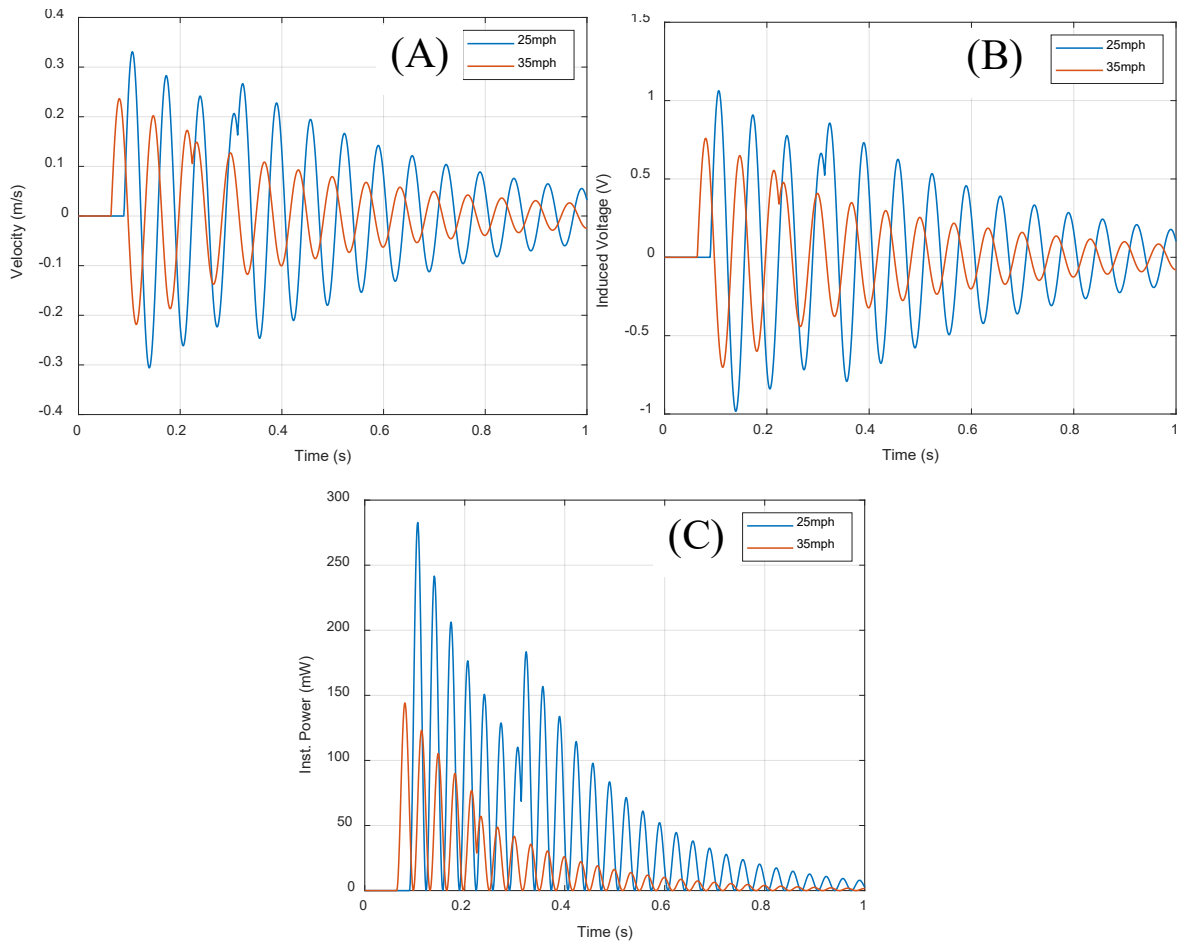 0.4
0.3
0.2
0.1
0
-0.1
-0.2
-0.3
-0.4
Velocity (m/s)
(A)
25mph
35mph
0 0.2 0.4 0.6 0.8 1
Time (s)
1.5
1
0.5
0
-0.5
-1
Induced Voltage (V)
(B)
25mph
35mph
0 0.2 0.4 0.6 0.8 1
Time (s)
300
250
200
150
100
50
0
Inst. Power (mW)
(C)
25mph
35mph
0 0.2 0.4 0.6 0.8 1
Time (s)